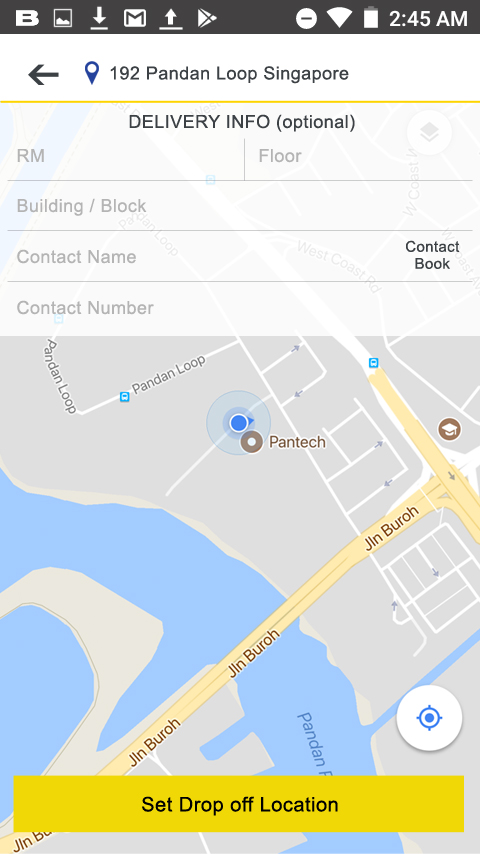 2:45 AM
192 Pandan Loop Singapore
DELIVERY INFO (optional)
RM
Floor
Building / Block
Contact Name
Contact
Book
Contact Number
West Coast Rd
Pandan Loop
Pandan Loop
Pandan Loop
Pantech
Jln Buroh
Jln Buroh
Jln Buroh
Pandan
Set Drop off Location
Jln Bu